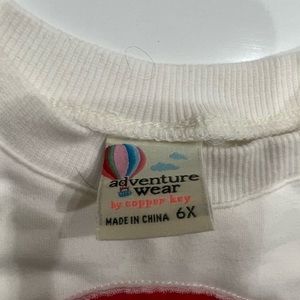 adventure
wear
by copper key
MADE IN CHINA 6X